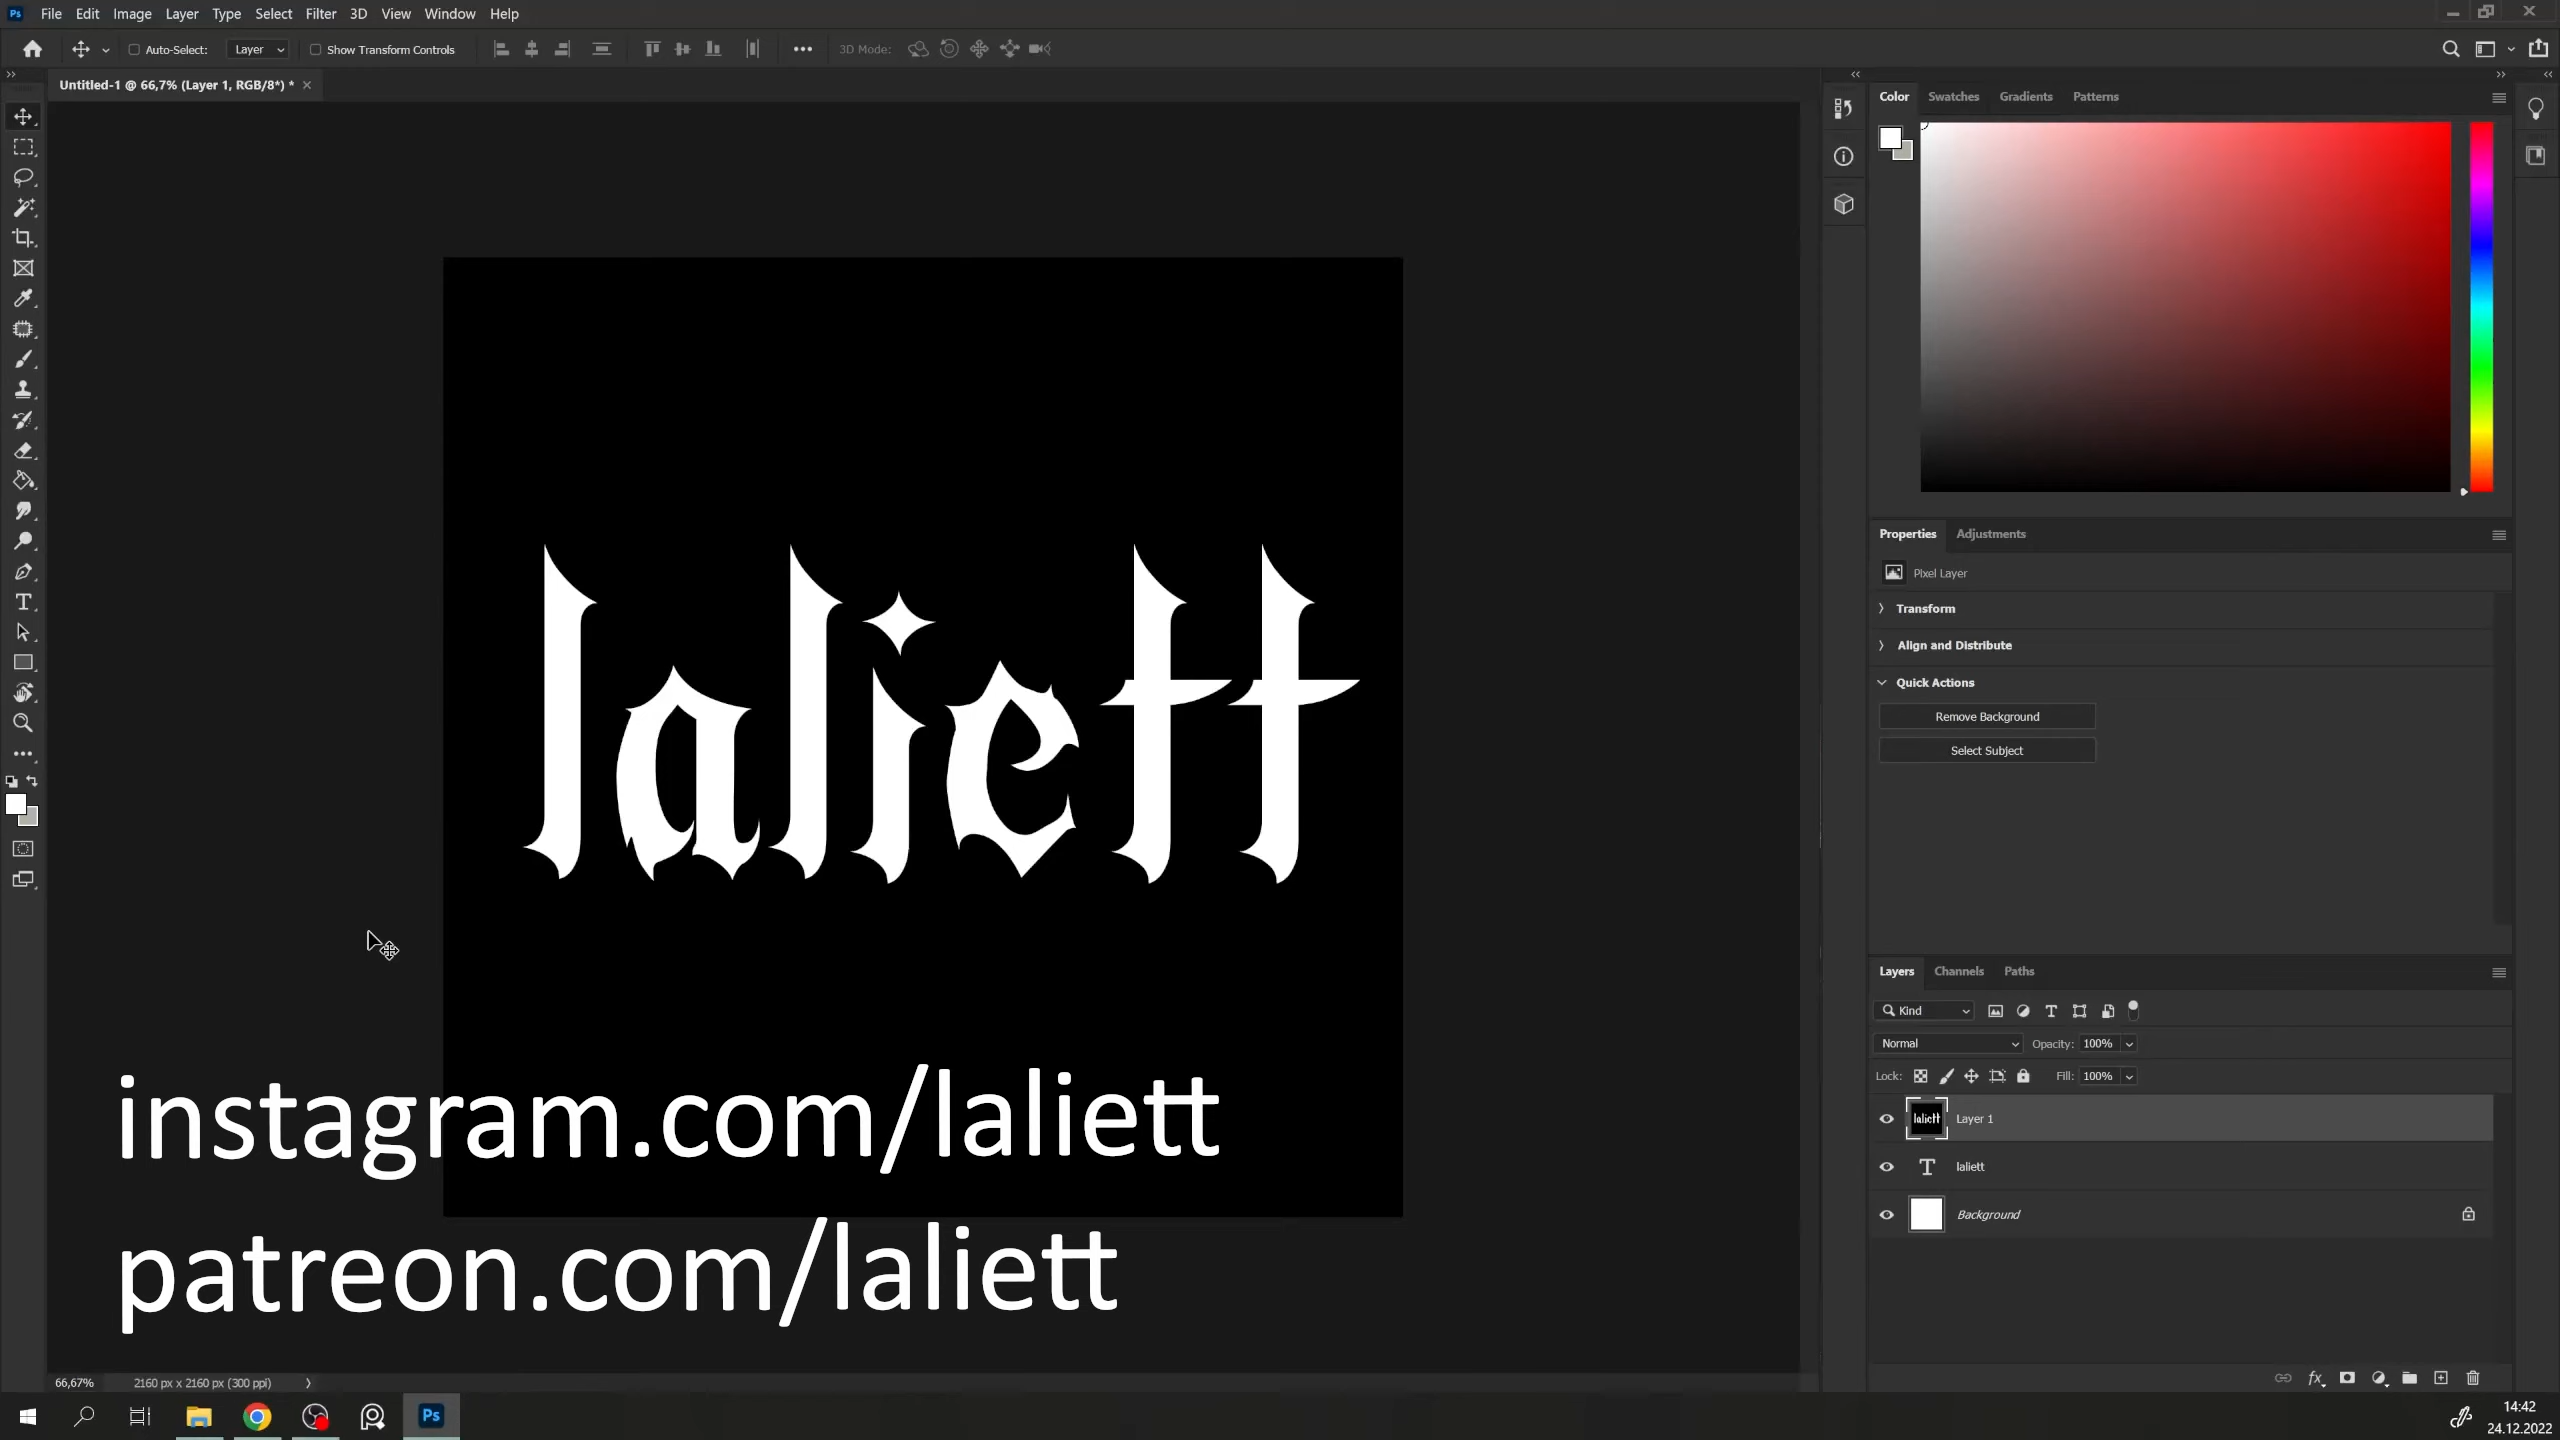 Ps File Edit Image Layer Type Select Filter 3D View Window Help
Auto-Select: Layer Show Transform Controls 3D Mode:
Untitled-1 @ 66,7% (Layer 1, RGB/8*) *
Color Swatches Gradients Patterns
laliett
Properties Adjustments
Pixel Layer
Transform
Align and Distribute
Quick Actions
Remove Background
Select Subject
Layers Channels Paths
Kind
Normal Opacity: 100%
Lock: Fill: 100%
laliett Layer 1
laliett
Background
instagram.com/laliett
patreon.com/laliett
66,67% 2160 px x 2160 px (300 ppi)
Ps
14:42
24.12.2022